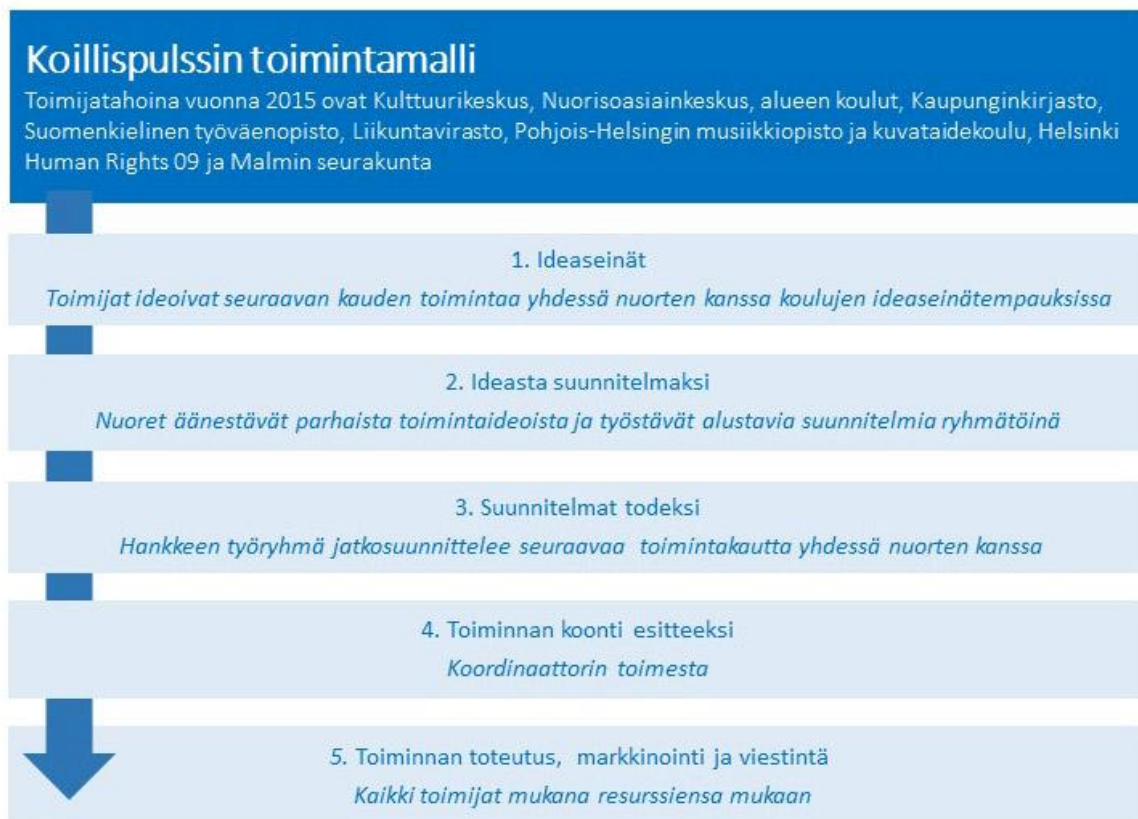 Koillispulssin toimintamalli
Toimijatahoina vuonna 2015 ovat Kulttuurikeskus, Nuorisoasiainkeskus, alueen koulut, Kaupunginkirjasto,
Suomenkielinen työväenopisto, Liikuntavirasto, Pohjois-Helsingin musiikkiopisto ja kuvataidekoulu, Helsinki
Human Rights 09 ja Malmin seurakunta
1. Ideaseinät
Toimijat ideoivat seuraavan kauden toimintaa yhdessä nuorten kanssa koulujen ideaseinätempauksissa
2. Ideasta suunnitelmaksi
Nuoret äänestävät parhaista toimintaideoista ja työstävät alustavia suunnitelmia ryhmätöinä
3. Suunnitelmat todeksi
Hankkeen työryhmä jatkosuunnittelee seuraavaa toimintakautta yhdessä nuorten kanssa
4. Toiminnan koonti esitteeksi
Koordinaattorin toimesta
5. Toiminnan toteutus, markkinointi ja viestintä
Kaikki toimijat mukana resurssiensa mukaan